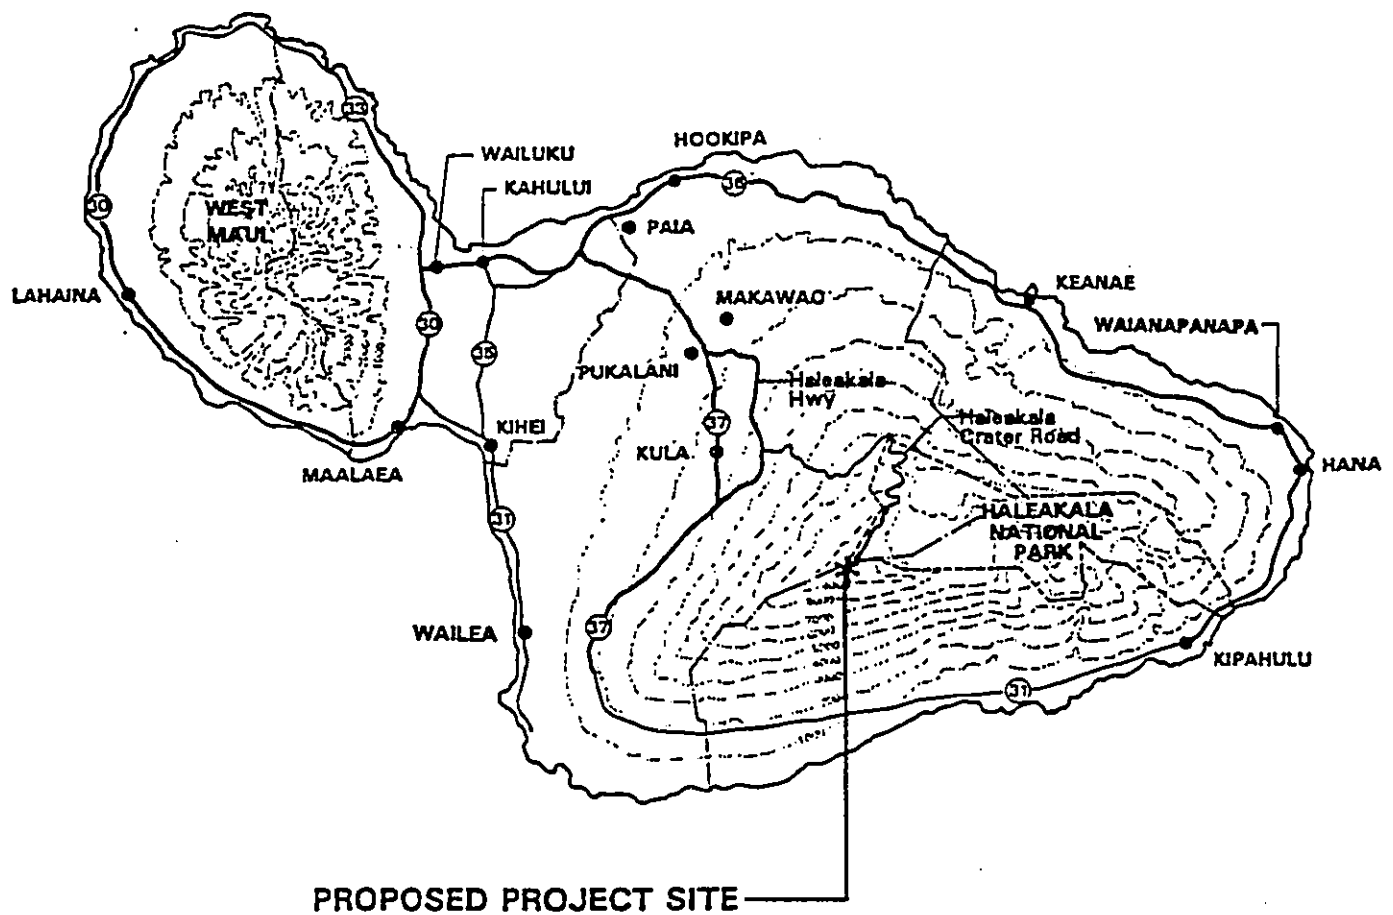 33
HOOKIPA
WAILUKU
KAHULUI
36
30
WEST
MAUI
PAIA
LAHAINA
KEANAE
MAKAWAO
WAIANAPANAPA
30
35
PUKALANI
Haleakala
Hwy
37
Haleakala
Crater Road
KIHEI
KULA
MAALAEA
HANA
31
HALEAKALA
NATIONAL
PARK
WAILEA
37
KIPAHULU
31
PROPOSED PROJECT SITE